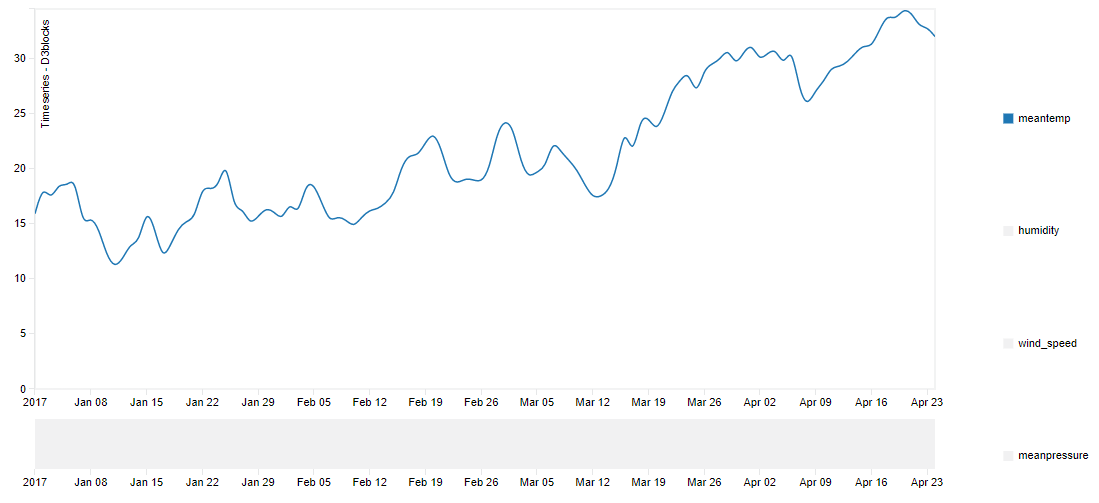 Timeseries - D3blocks
30
25
20
15
10
5
0
2017 Jan 08 Jan 15 Jan 22 Jan 29 Feb 05 Feb 12 Feb 19 Feb 26 Mar 05 Mar 12 Mar 19 Mar 26 Apr 02 Apr 09 Apr 16 Apr 23
2017 Jan 08 Jan 15 Jan 22 Jan 29 Feb 05 Feb 12 Feb 19 Feb 26 Mar 05 Mar 12 Mar 19 Mar 26 Apr 02 Apr 09 Apr 16 Apr 23
meantemp
humidity
wind_speed
meanpressure